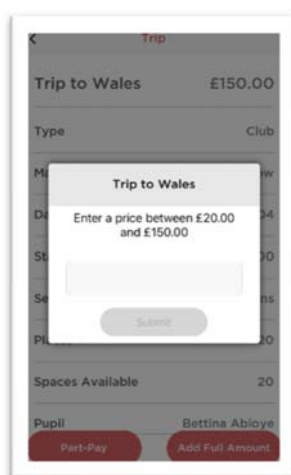 Trip
Trip to Wales £150.00
Type Club
Trip to Wales
Enter a price between £20.00
and £150.00
Submit
20
Spaces Available 20
Pupil Bettina Abioye
Part-Pay Add Full Amount